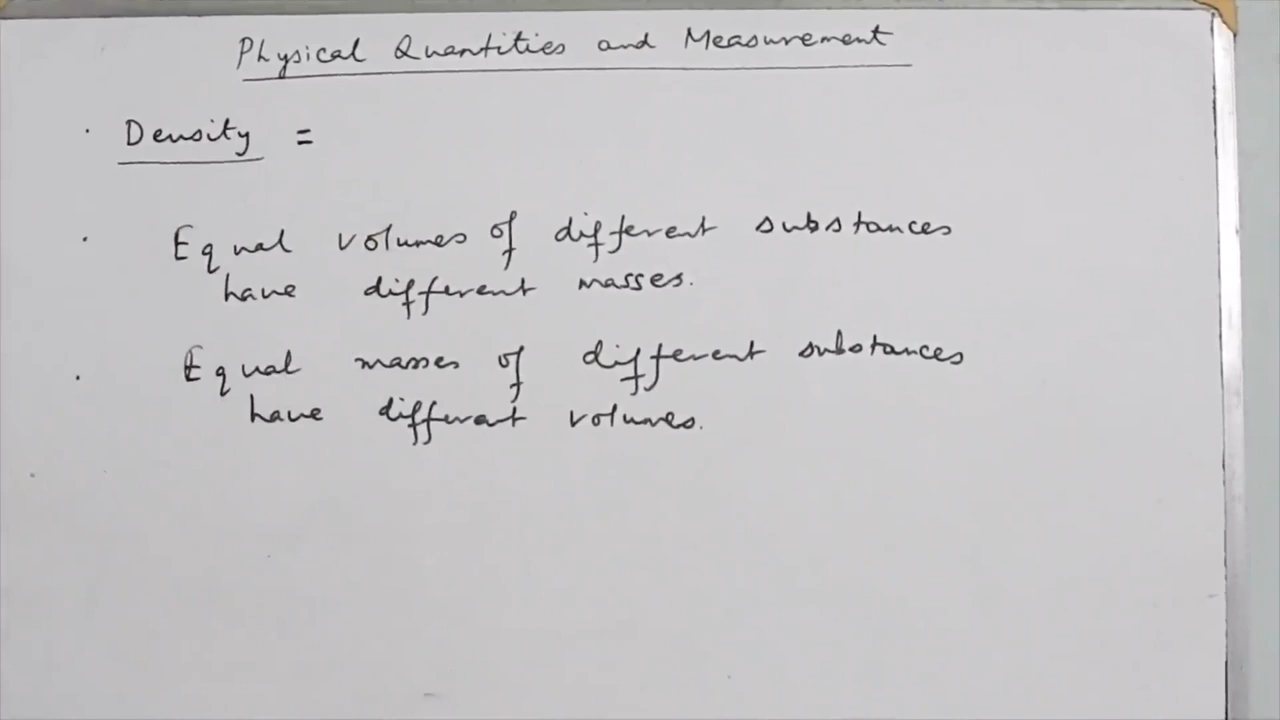 Physical Quantities and Measurement
. Density =
. Equal volumes of different substances
have different masses.
. Equal masses of different substances
have different volumes.